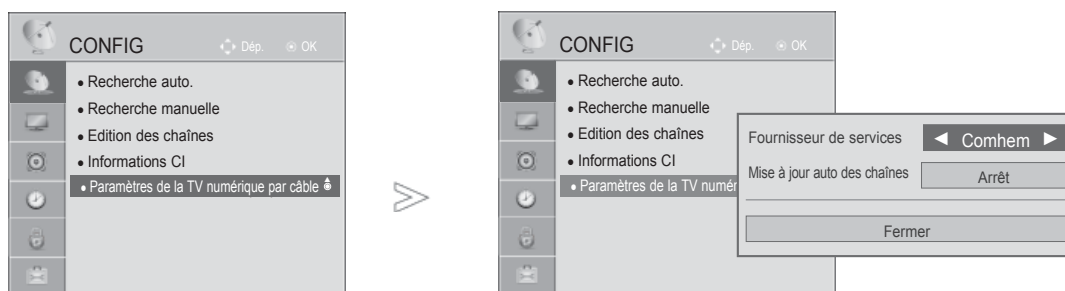 CONFIG
Dép.
OK
• Recherche auto.
• Recherche manuelle
• Edition des chaînes
• Informations CI
• Paramètres de la TV numérique par câble
CONFIG
Dép.
OK
• Recherche auto.
• Recherche manuelle
• Edition des chaînes
• Informations CI
• Paramètres de la TV numér
Fournisseur de services ◄ Comhem ►
Mise à jour auto des chaînes Arrêt
Fermer